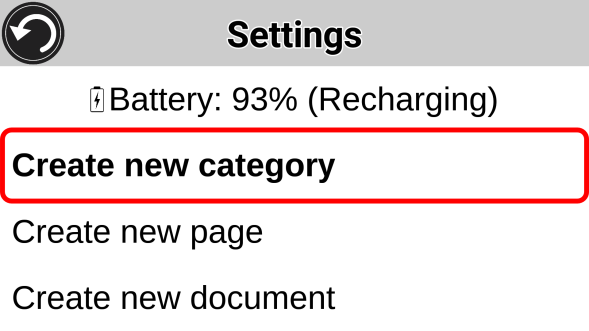 Settings
Battery: 93% (Recharging)
Create new category
Create new page
Create new document